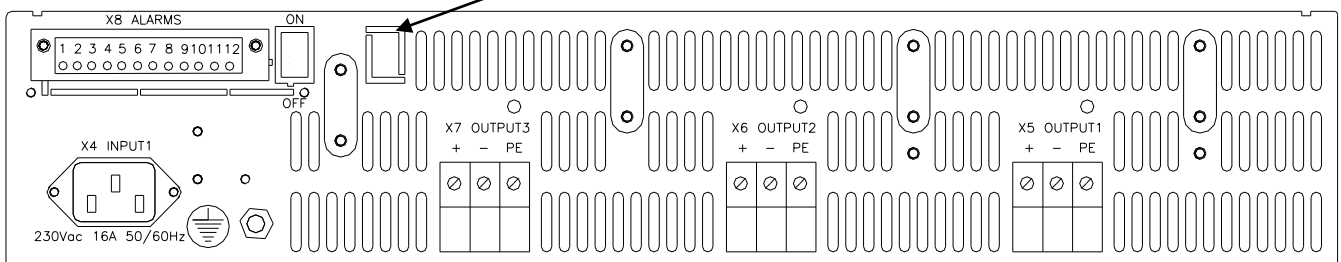 X8 ALARMS
ON
1 2 3 4 5 6 7 8 9 10 11 12
OFF
X7 OUTPUT3
+ − PE
X6 OUTPUT2
+ − PE
X5 OUTPUT1
+ − PE
X4 INPUT1
230Vac 16A 50/60Hz